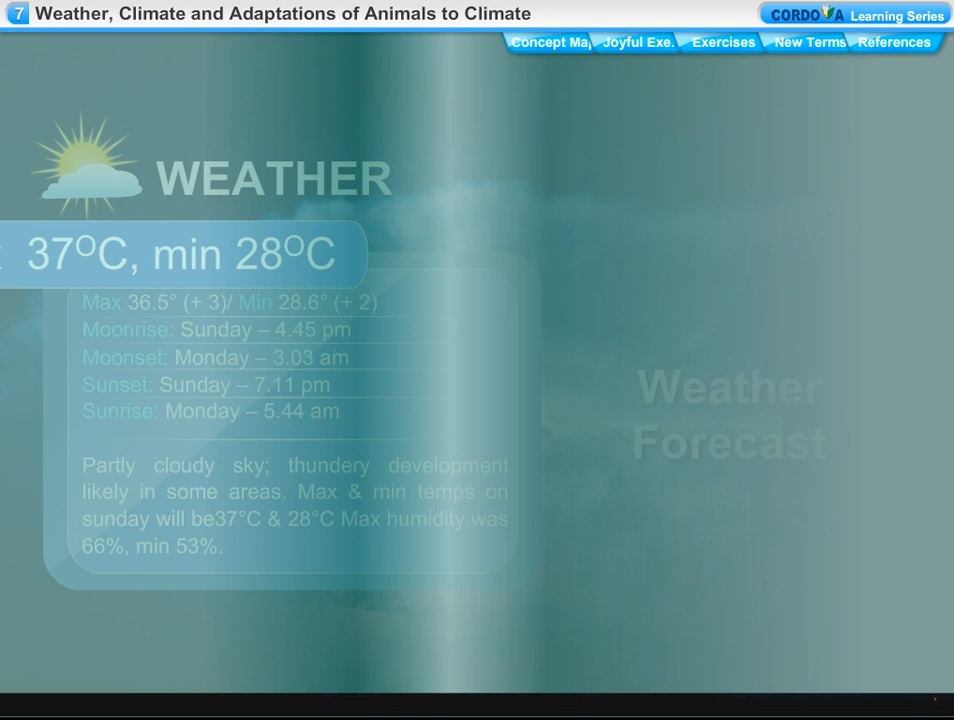 7 Weather, Climate and Adaptations of Animals to Climate
CORDOVA Learning Series
Concept Ma Joyful Exe. Exercises New Terms References
WEATHER
37°C, min 28°C
Max 36.5° (+ 3)/ Min 28.6° (+ 2)
Moonrise: Sunday – 4.45 pm
Moonset: Monday – 3.03 am
Sunset: Sunday – 7.11 pm
Sunrise: Monday – 5.44 am
Partly cloudy sky; thundery development
likely in some areas. Max & min temps on
sunday will be37°C & 28°C Max humidity was
66%, min 53%.
Weather
Forecast